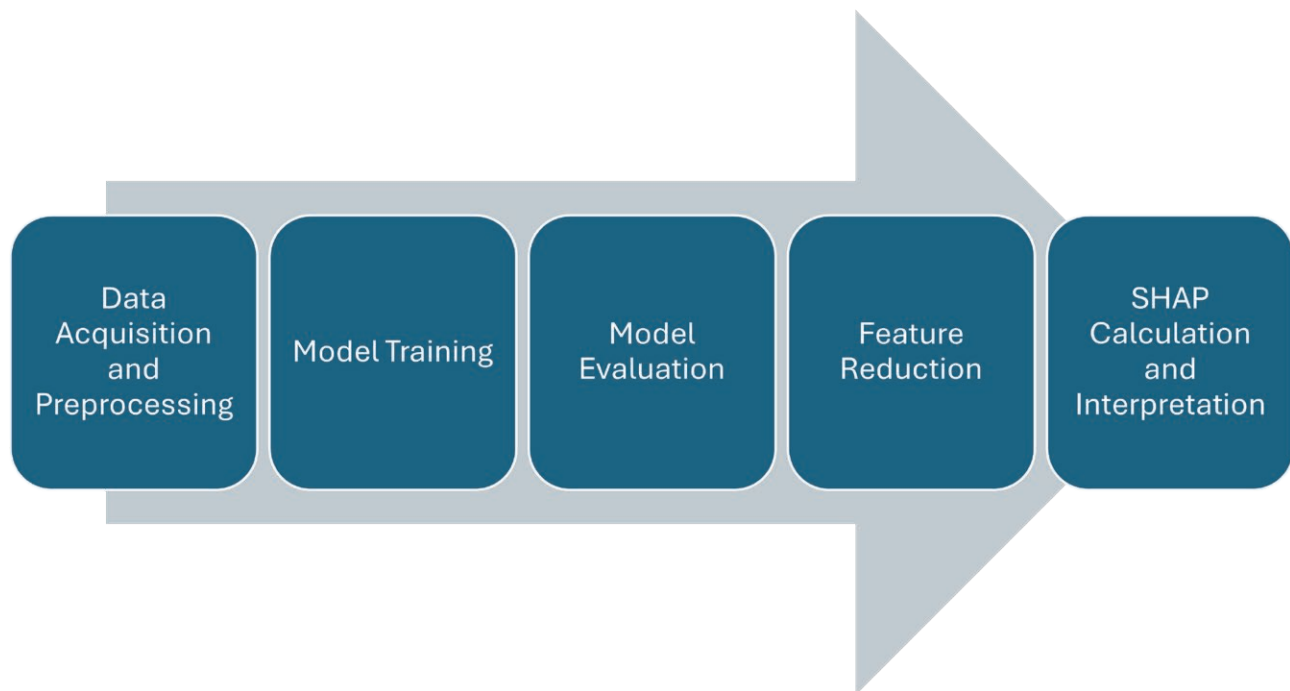 Data
Acquisition
and
Preprocessing
Model Training
Model
Evaluation
Feature
Reduction
SHAP
Calculation
and
Interpretation